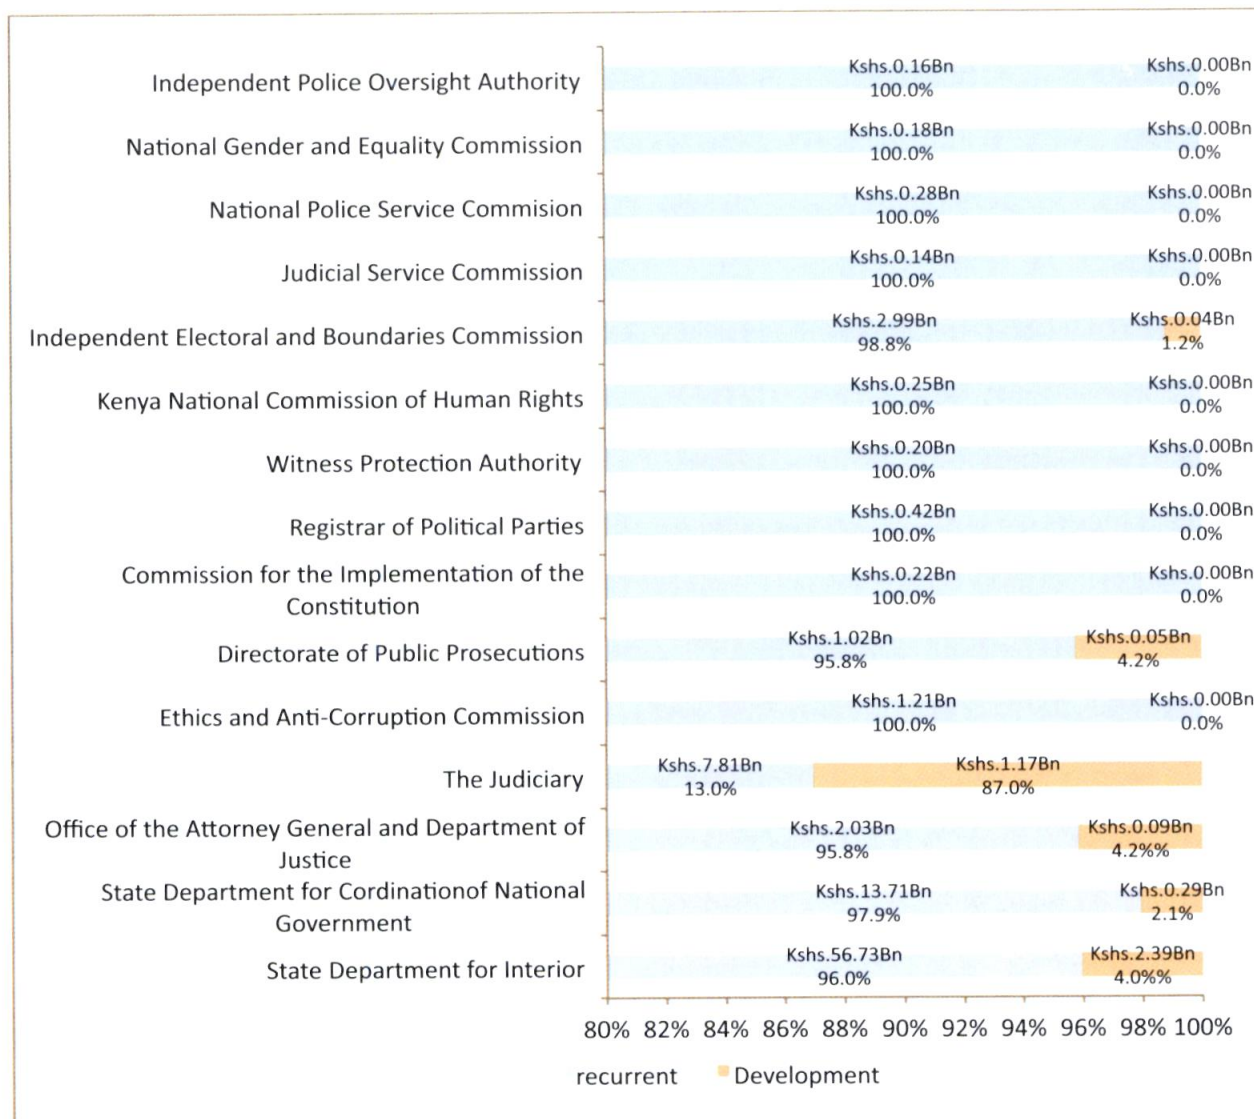 Independent Police Oversight Authority Kshs.0.16Bn Kshs.0.00Bn
100.0% 0.0%
National Gender and Equality Commission Kshs.0.18Bn Kshs.0.00Bn
100.0% 0.0%
National Police Service Commision Kshs.0.28Bn Kshs.0.00Bn
100.0% 0.0%
Judicial Service Commission Kshs.0.14Bn Kshs.0.00Bn
100.0% 0.0%
Independent Electoral and Boundaries Commission Kshs.2.99Bn Kshs.0.04Bn
98.8% 1.2%
Kenya National Commission of Human Rights Kshs.0.25Bn Kshs.0.00Bn
100.0% 0.0%
Witness Protection Authority Kshs.0.20Bn Kshs.0.00Bn
100.0% 0.0%
Registrar of Political Parties Kshs.0.42Bn Kshs.0.00Bn
100.0% 0.0%
Commission for the Implementation of the Kshs.0.22Bn Kshs.0.00Bn
Constitution 100.0% 0.0%
Directorate of Public Prosecutions Kshs.1.02Bn Kshs.0.05Bn
95.8% 4.2%
Ethics and Anti-Corruption Commission Kshs.1.21Bn Kshs.0.00Bn
100.0% 0.0%
The Judiciary Kshs.7.81Bn Kshs.1.17Bn
13.0% 87.0%
Office of the Attorney General and Department of Kshs.2.03Bn Kshs.0.09Bn
Justice 95.8% 4.2%%
State Department for Cordinationof National Kshs.13.71Bn Kshs.0.29Bn
Government 97.9% 2.1%
State Department for Interior Kshs.56.73Bn Kshs.2.39Bn
96.0% 4.0%%
80% 82% 84% 86% 88% 90% 92% 94% 96% 98% 100%
recurrent Development